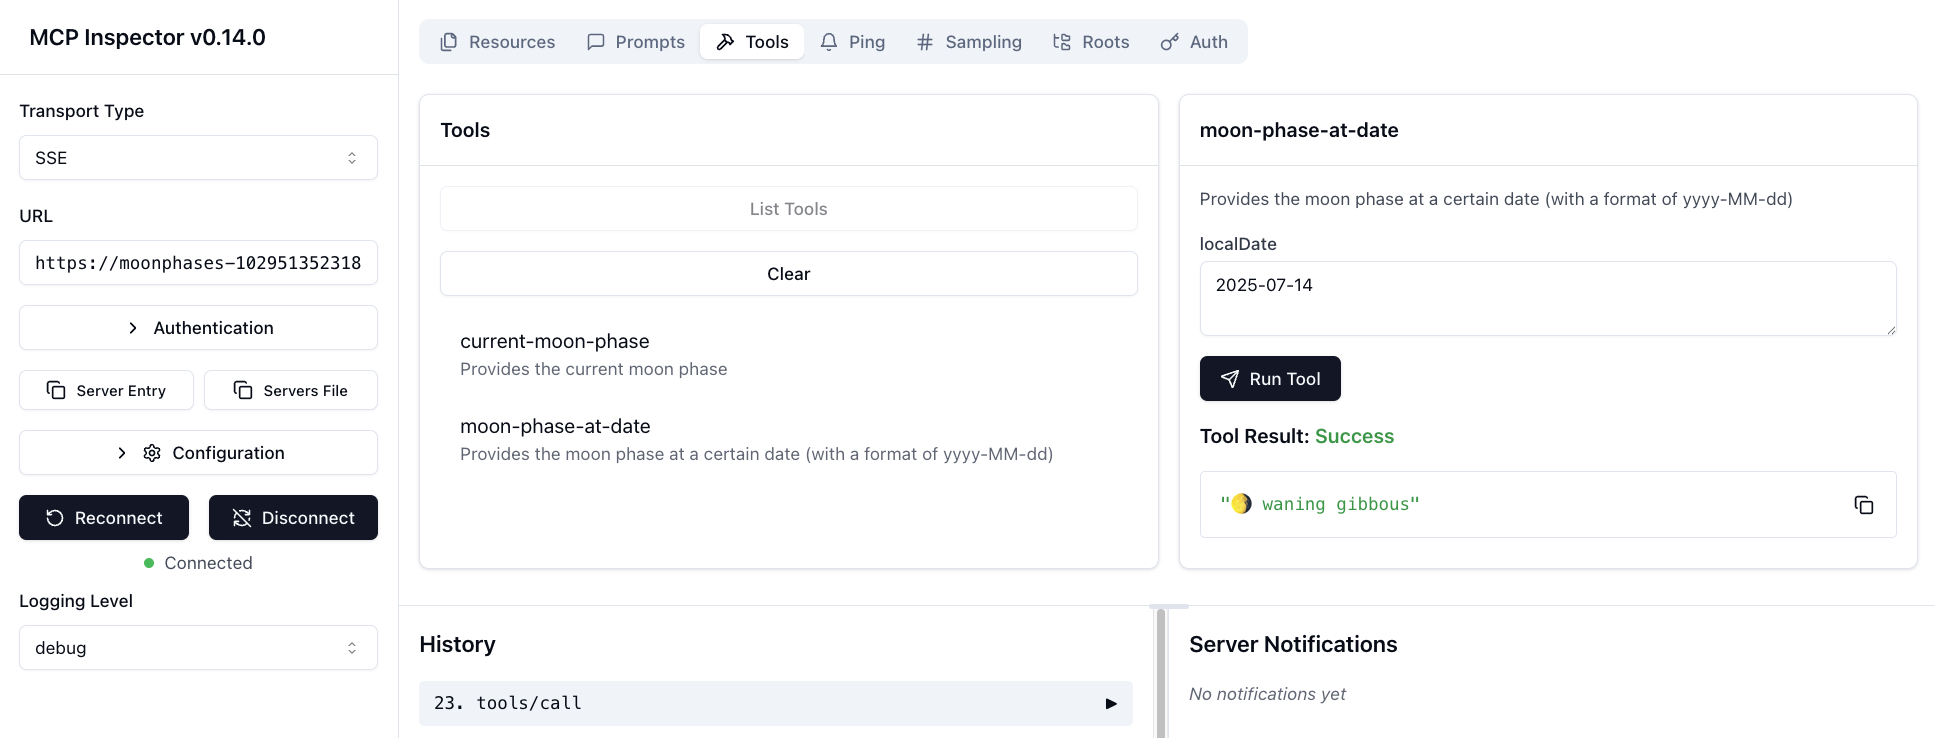 MCP Inspector v0.14.0
Transport Type
SSE
URL
https://moonphases-102951352318
Authentication
Server Entry
Servers File
Configuration
Reconnect
Disconnect
Connected
Logging Level
debug
Resources
Prompts
Tools
Ping
Sampling
Roots
Auth
Tools
List Tools
Clear
current-moon-phase
Provides the current moon phase
moon-phase-at-date
Provides the moon phase at a certain date (with a format of yyyy-MM-dd)
moon-phase-at-date
Provides the moon phase at a certain date (with a format of yyyy-MM-dd)
localDate
2025-07-14
Run Tool
Tool Result: Success
"🌖 waning gibbous"
History
23. tools/call
Server Notifications
No notifications yet